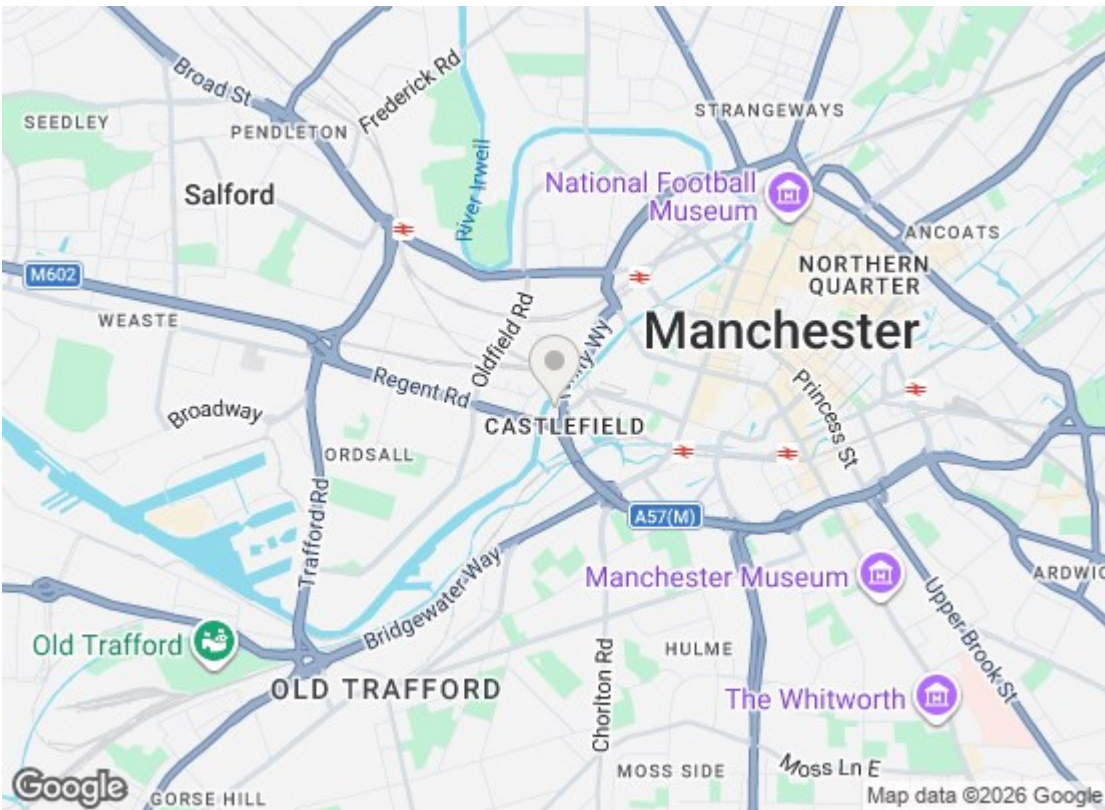 Broad St
Frederick Rd
STRANGEWAYS
SEEDLEY
PENDLETON
National Football
Museum
Salford
River Irwell
ANCOATS
NORTHERN
QUARTER
M602
WEASTE
Oldfield Rd
Manchester
Regent Rd
Princess St
Broadway
CASTLEFIELD
ORDSALL
Trafford Rd
A57(M)
Bridgewater Way
Manchester Museum
ARDWIC
Upper Brook St
Old Trafford
HULME
OLD TRAFFORD
Chorlton Rd
The Whitworth
MOSS SIDE
Moss Ln E
Google
GORSE HILL
Map data ©2026 Google